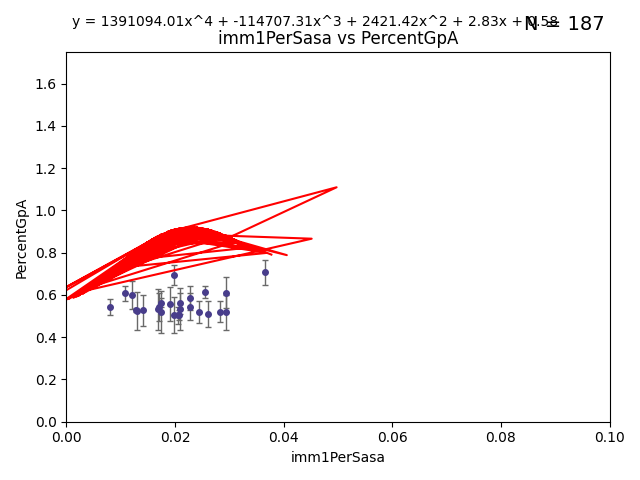 y = 1391094.01x^4 + -114707.31x^3 + 2421.42x^2 + 2.83x + 0.58
N = 187
imm1PerSasa vs PercentGpA
1.6
1.4
1.2
1.0
0.8
0.6
0.4
0.2
0.0
PercentGpA
0.00 0.02 0.04 0.06 0.08 0.10
imm1PerSasa